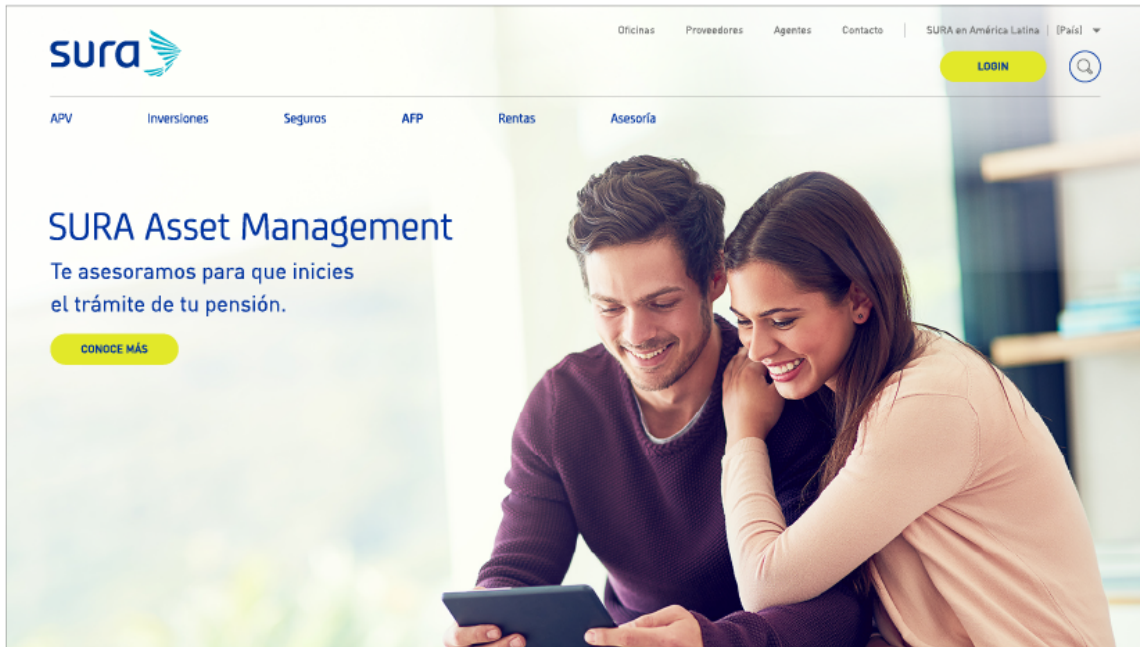 sura
Oficinas Proveedores Agentes Contacto SURA en América Latina | [País]
LOGIN
APV Inversiones Seguros AFP Rentas Asesoría
SURA Asset Management
Te asesoramos para que inicies
el trámite de tu pensión.
CONOCE MÁS